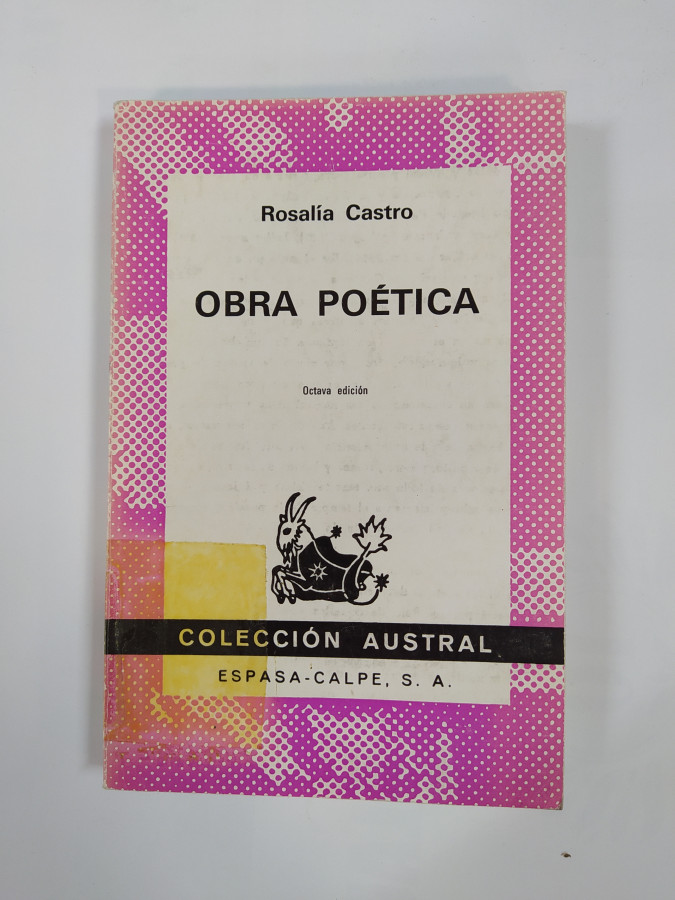 Rosalía Castro
OBRA POÉTICA
Octava edición
COLECCIÓN AUSTRAL
ESPASA-CALPE, S. A.